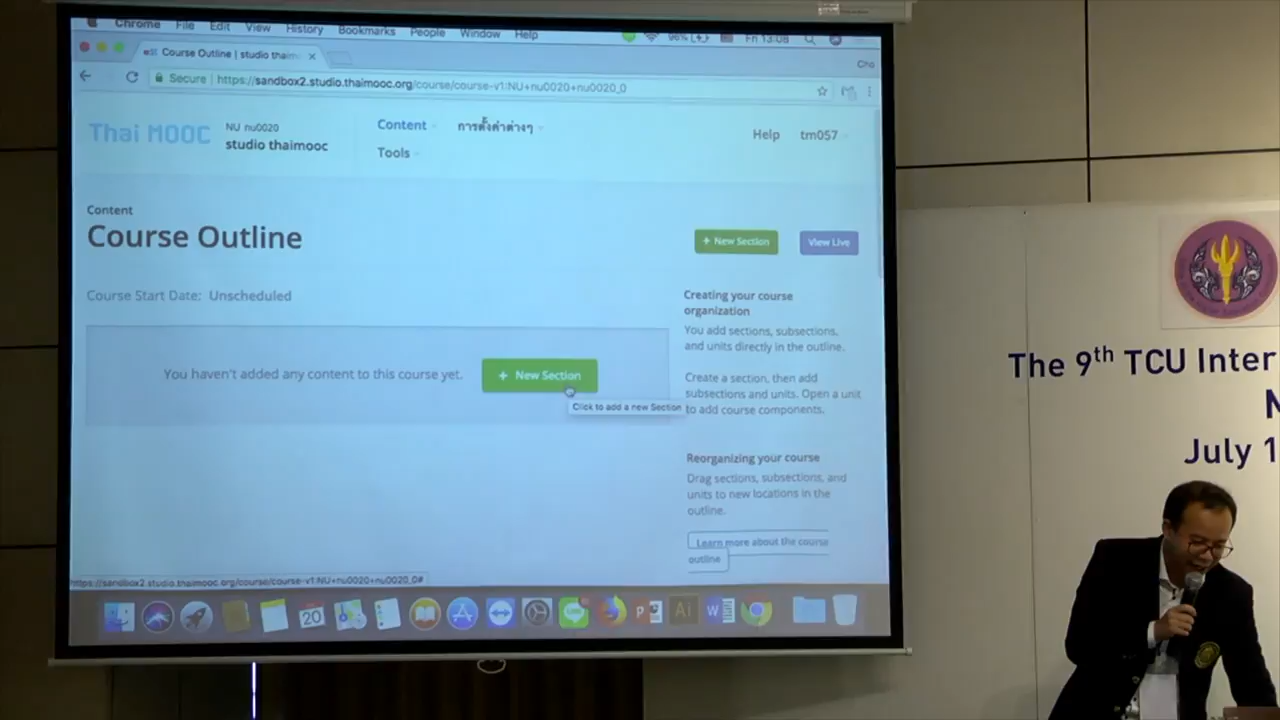 Chrome File Edit View History Bookmarks People Window Help
96% Fri 13:08
Course Outline | studio thaim
Cho
Secure | https://sandbox2.studio.thaimooc.org/course/course-v1:NU+nu0020+nu0020_0
Thai MOOC
NU nu0020
studio thaimooc
Content
การตั้งค่าต่างๆ
Tools
Help
tm057
Content
Course Outline
+ New Section
View Live
Course Start Date: Unscheduled
You haven't added any content to this course yet.
+ New Section
Click to add a new Section
Creating your course
organization
You add sections, subsections,
and units directly in the outline.
Create a section, then add
subsections and units. Open a unit
to add course components.
Reorganizing your course
Drag sections, subsections, and
units to new locations in the
outline.
Learn more about the course
outline
https://sandbox2.studio.thaimooc.org/course/course-v1:NU+nu0020+nu0020_0#
20
LINE
P
Ai
W
The 9th TCU Inter
N
July 1